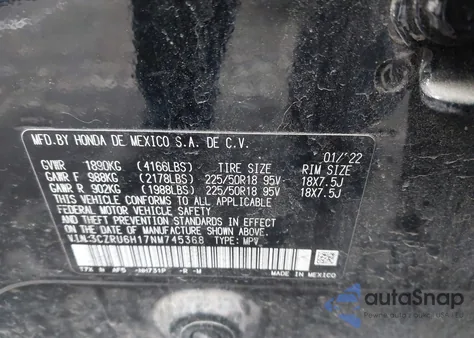 MFD.BY HONDA DE MEXICO S.A. DE C.V.
01/'22
GVWR 1890KG (4166LBS) TIRE SIZE RIM SIZE
GAWR F 988KG (2178LBS) 225/50R18 95V 18X7.5J
GAWR R 902KG (1988LBS) 225/50R18 95V 18X7.5J
THIS VEHICLE CONFORMS TO ALL APPLICABLE
FEDERAL MOTOR VEHICLE SAFETY
AND THEFT PREVENTION STANDARDS IN EFFECT ON
THE DATE OF MANUFACTURE SHOWN ABOVE.
V.I.N.:3CZRU6H17NM745368 TYPE: MPV
MADE IN
MEXICO
autoSnap